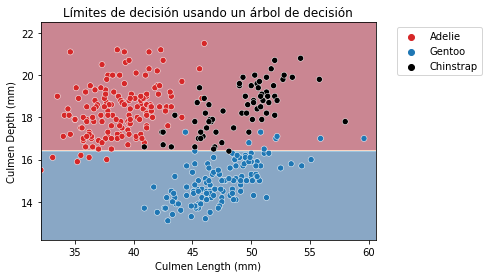 Límites de decisión usando un árbol de decisión
Adelie
Gentoo
Chinstrap
Culmen Depth (mm)
22
20
18
16
14
35
40
45
50
55
60
Culmen Length (mm)